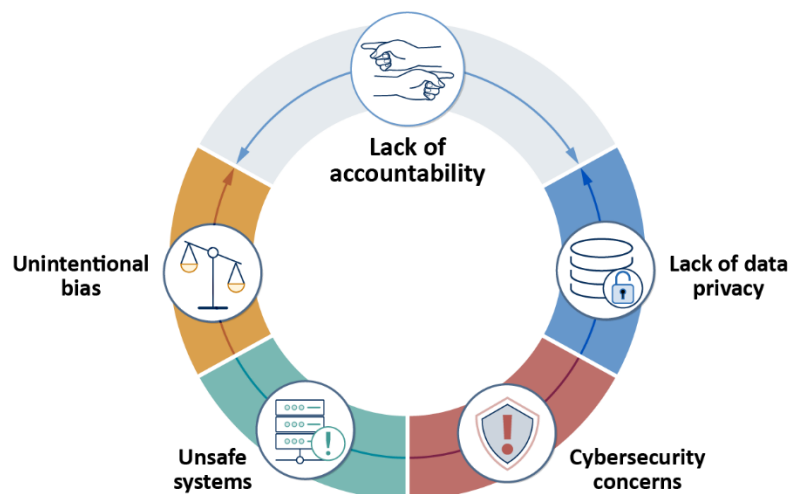 Lack of
accountability
Unintentional
bias
Lack of data
privacy
Unsafe
systems
Cybersecurity
concerns